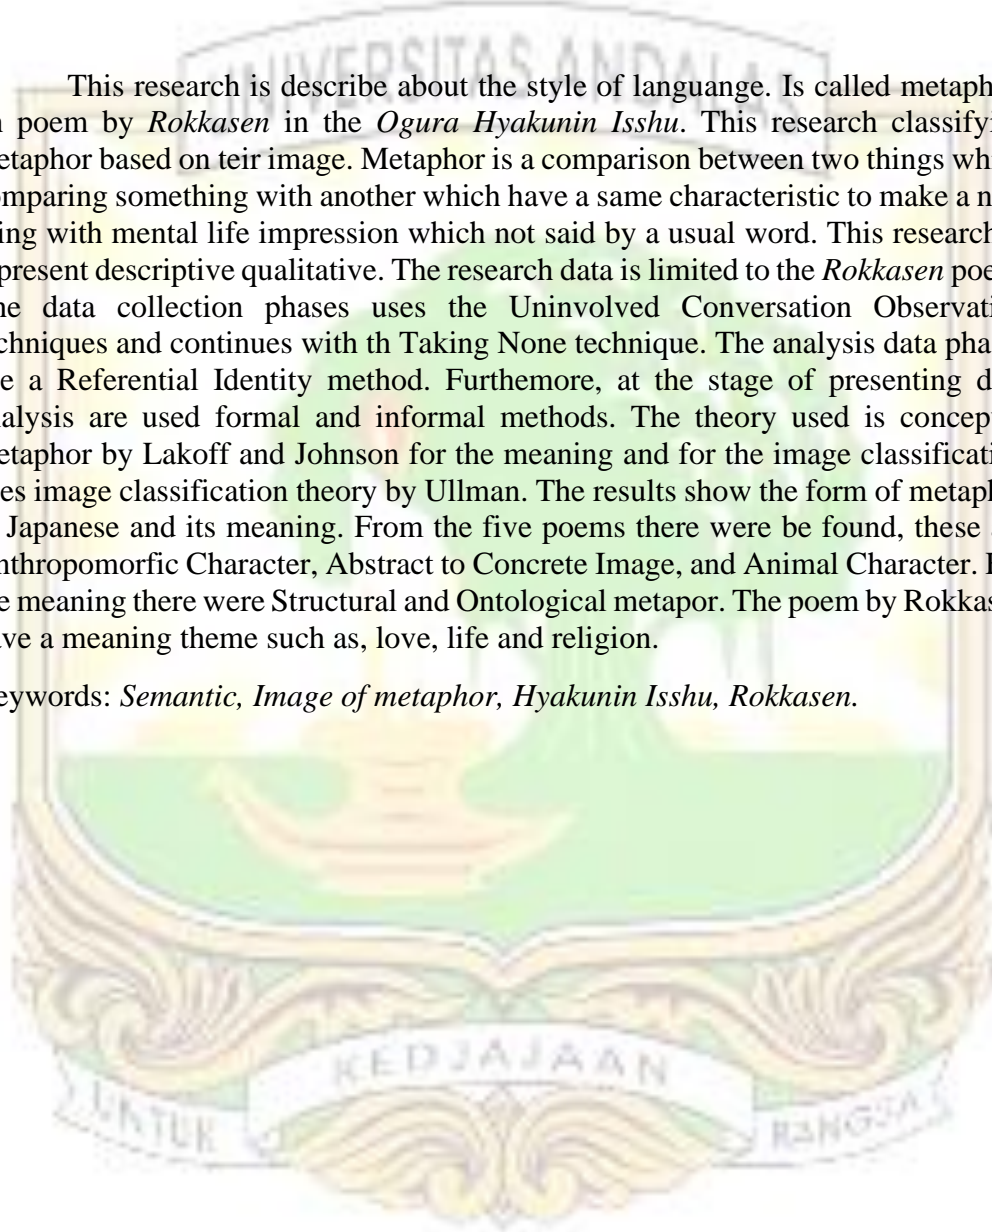 UNIVERSITAS ANDALAS
This research is describe about the style of languange. Is called metaph
poem by Rokkasen in the Ogura Hyakunin Isshu. This research classifyi
etaphor based on teir image. Metaphor is a comparison between two things whi
omparing something with another which have a same characteristic to make a n
ing with mental life impression which not said by a usual word. This research
present descriptive qualitative. The research data is limited to the Rokkasen poe
ne data collection phases uses the Uninvolved Conversation Observati
chniques and continues with th Taking None technique. The analysis data pha
e a Referential Identity method. Furthemore, at the stage of presenting d
alysis are used formal and informal methods. The theory used is concep
etaphor by Lakoff and Johnson for the meaning and for the image classificati
es image classification theory by Ullman. The results show the form of metaph
Japanese and its meaning. From the five poems there were be found, these
nthropomorfic Character, Abstract to Concrete Image, and Animal Character.
e meaning there were Structural and Ontological metapor. The poem by Rokkas
ve a meaning theme such as, love, life and religion.
eywords: Semantic, Image of metaphor, Hyakunin Isshu, Rokkasen.
KEDJAJAAN
UNTUK BANGSA